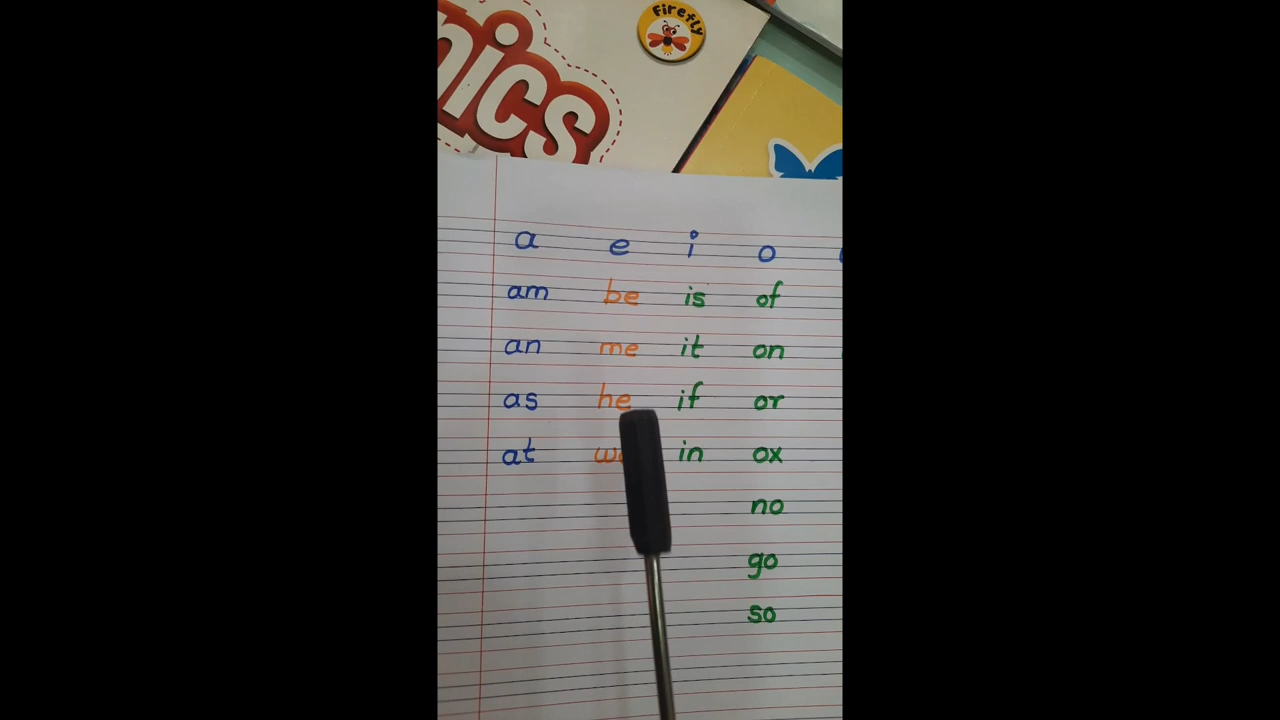 Firefly
nics
a e i o
am be is of
an me it on
as he if or
at in ox
no
go
so